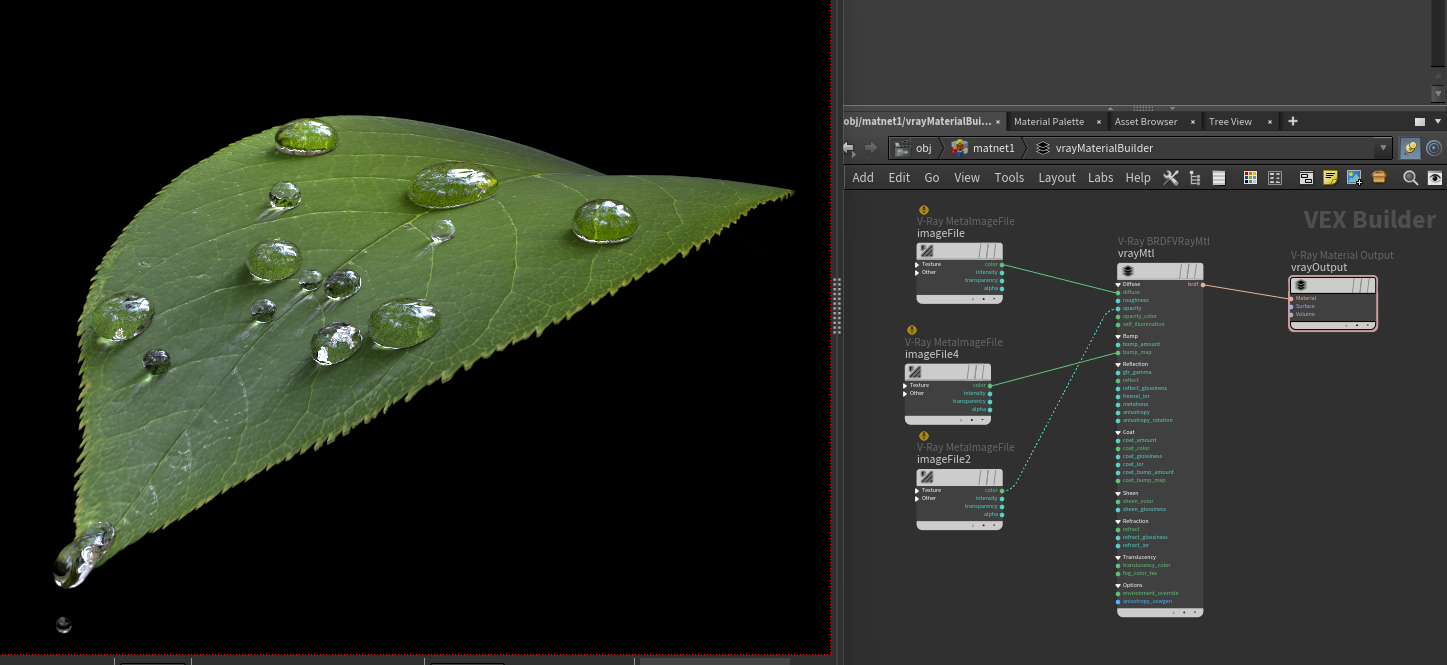 obj/matnet1/vrayMaterialBui...
Material Palette
Asset Browser
Tree View
obj
matnet1
vrayMaterialBuilder
Add Edit Go View Tools Layout Labs Help
VEX Builder
V-Ray MetaImageFile
imageFile
Texture
Other
color
intensity
transparency
alpha
V-Ray MetaImageFile
imageFile4
Texture
Other
color
intensity
transparency
alpha
V-Ray MetaImageFile
imageFile2
Texture
Other
color
intensity
transparency
alpha
V-Ray BRDFVRayMtl
vrayMtl
Diffuse
brdf
diffuse
roughness
opacity
opacity_color
self_illumination
Bump
bump_amount
bump_map
Reflection
gtr_gamma
reflect
reflect_glossiness
fresnel_ior
metalness
anisotropy
anisotropy_rotation
Coat
coat_amount
coat_color
coat_glossiness
coat_ior
coat_bump_amount
coat_bump_map
Sheen
sheen_color
sheen_glossiness
Refraction
refract
refract_glossiness
refract_ior
Translucency
translucency_color
fog_color_tex
Options
environment_override
anisotropy_uvwgen
V-Ray Material Output
vrayOutput
Material
Surface
Volume